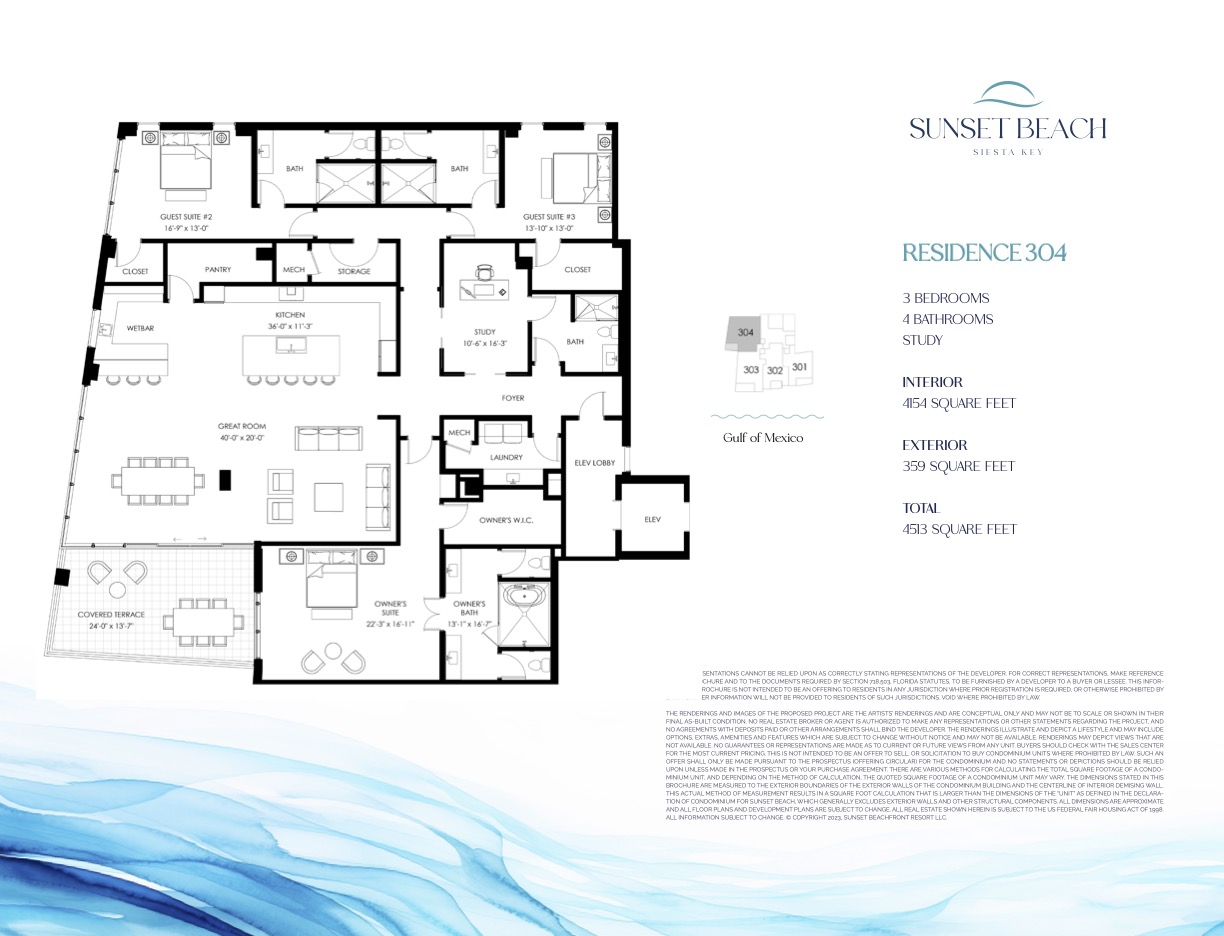 SUNSET BEACH
SIESTA KEY
RESIDENCE 304
3 BEDROOMS
4 BATHROOMS
STUDY
INTERIOR
4154 SQUARE FEET
EXTERIOR
359 SQUARE FEET
TOTAL
4513 SQUARE FEET
304
303
302
301
Gulf of Mexico
BATH
BATH
GUEST SUITE #2
16'-9" x 13'-0"
GUEST SUITE #3
13'-10" x 13'-0"
CLOSET
PANTRY
MECH
STORAGE
CLOSET
WETBAR
KITCHEN
36'-0" x 11'-3"
STUDY
10'-6" x 16'-3"
BATH
FOYER
GREAT ROOM
40'-0" x 20'-0"
MECH
LAUNDRY
ELEV LOBBY
ELEV
OWNER'S W.I.C.
COVERED TERRACE
24'-0" x 13'-7"
OWNER'S
SUITE
22'-3" x 16'-11"
OWNER'S
BATH
13'-1" x 16'-7"
SENTATIONS CANNOT BE RELIED UPON AS CORRECTLY STATING REPRESENTATIONS OF THE DEVELOPER. FOR CORRECT REPRESENTATIONS, MAKE REFERENCE
CHURE AND TO THE DOCUMENTS REQUIRED BY SECTION 718.503, FLORIDA STATUTES, TO BE FURNISHED BY A DEVELOPER TO A BUYER OR LESSEE. THIS INFOR-
ROCHURE IS NOT INTENDED TO BE AN OFFERING TO RESIDENTS IN ANY JURISDICTION WHERE PRIOR REGISTRATION IS REQUIRED, OR OTHERWISE PROHIBITED BY
ER INFORMATION WILL NOT BE PROVIDED TO RESIDENTS OF SUCH JURISDICTIONS. VOID WHERE PROHIBITED BY LAW.
THE RENDERINGS AND IMAGES OF THE PROPOSED PROJECT ARE THE ARTISTS' RENDERINGS AND ARE CONCEPTUAL ONLY AND MAY NOT BE TO SCALE OR SHOWN IN THEIR
FINAL AS-BUILT CONDITION. NO REAL ESTATE BROKER OR AGENT IS AUTHORIZED TO MAKE ANY REPRESENTATIONS OR OTHER STATEMENTS REGARDING THE PROJECT, AND
NO AGREEMENTS WITH DEPOSITS PAID OR OTHER ARRANGEMENTS SHALL BIND THE DEVELOPER. THE RENDERINGS ILLUSTRATE AND DEPICT A LIFESTYLE AND MAY INCLUDE
OPTIONS, EXTRAS, AMENITIES AND FEATURES WHICH ARE SUBJECT TO CHANGE WITHOUT NOTICE AND MAY NOT BE AVAILABLE. RENDERINGS MAY DEPICT VIEWS THAT ARE
NOT AVAILABLE. NO GUARANTEES OR REPRESENTATIONS ARE MADE AS TO CURRENT OR FUTURE VIEWS FROM ANY UNIT. BUYERS SHOULD CHECK WITH THE SALES CENTER
FOR THE MOST CURRENT PRICING. THIS IS NOT INTENDED TO BE AN OFFER TO SELL, OR SOLICITATION TO BUY CONDOMINIUM UNITS WHERE PROHIBITED BY LAW. SUCH AN
OFFER SHALL ONLY BE MADE PURSUANT TO THE PROSPECTUS (OFFERING CIRCULAR) FOR THE CONDOMINIUM AND NO STATEMENTS OR DEPICTIONS SHOULD BE RELIED
UPON UNLESS MADE IN THE PROSPECTUS OR YOUR PURCHASE AGREEMENT. THERE ARE VARIOUS METHODS FOR CALCULATING THE TOTAL SQUARE FOOTAGE OF A CONDO-
MINIUM UNIT, AND DEPENDING ON THE METHOD OF CALCULATION, THE QUOTED SQUARE FOOTAGE OF A CONDOMINIUM UNIT MAY VARY. THE DIMENSIONS STATED IN THIS
BROCHURE ARE MEASURED TO THE EXTERIOR BOUNDARIES OF THE EXTERIOR WALLS OF THE CONDOMINIUM BUILDING AND THE CENTERLINE OF INTERIOR DEMISING WALL.
THIS ACTUAL METHOD OF MEASUREMENT RESULTS IN A SQUARE FOOT CALCULATION THAT IS LARGER THAN THE DIMENSIONS OF THE "UNIT" AS DEFINED IN THE DECLARA-
TION OF CONDOMINIUM FOR SUNSET BEACH, WHICH GENERALLY EXCLUDES EXTERIOR WALLS AND OTHER STRUCTURAL COMPONENTS. ALL DIMENSIONS ARE APPROXIMATE
AND ALL FLOOR PLANS AND DEVELOPMENT PLANS ARE SUBJECT TO CHANGE. ALL REAL ESTATE SHOWN HEREIN IS SUBJECT TO THE US FEDERAL FAIR HOUSING ACT OF 1998.
ALL INFORMATION SUBJECT TO CHANGE. © COPYRIGHT 2023, SUNSET BEACHFRONT RESORT LLC.